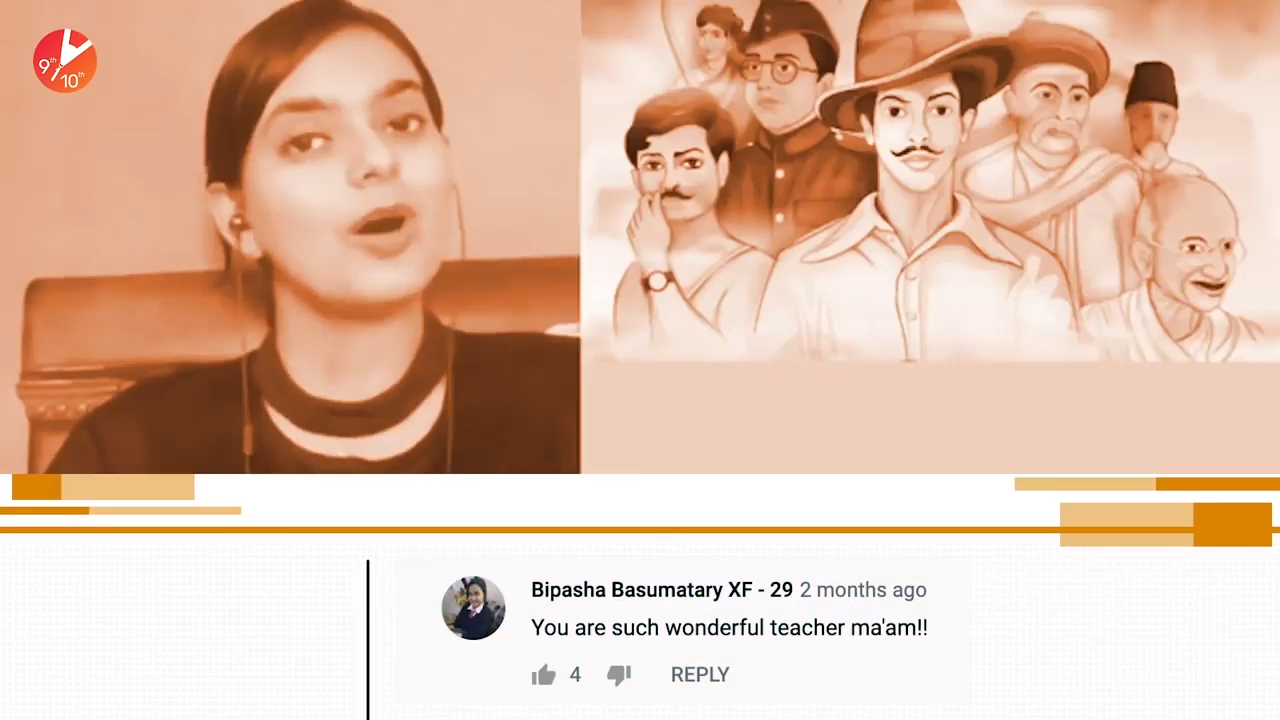 9th
10th
Bipasha Basumatary XF - 29 2 months ago
You are such wonderful teacher ma'am!!
4 REPLY